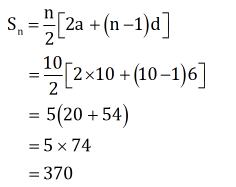 Sₙ = n/2 [2a + (n − 1)d]
= 10/2 [2 × 10 + (10 − 1)6]
= 5(20 + 54)
= 5 × 74
= 370